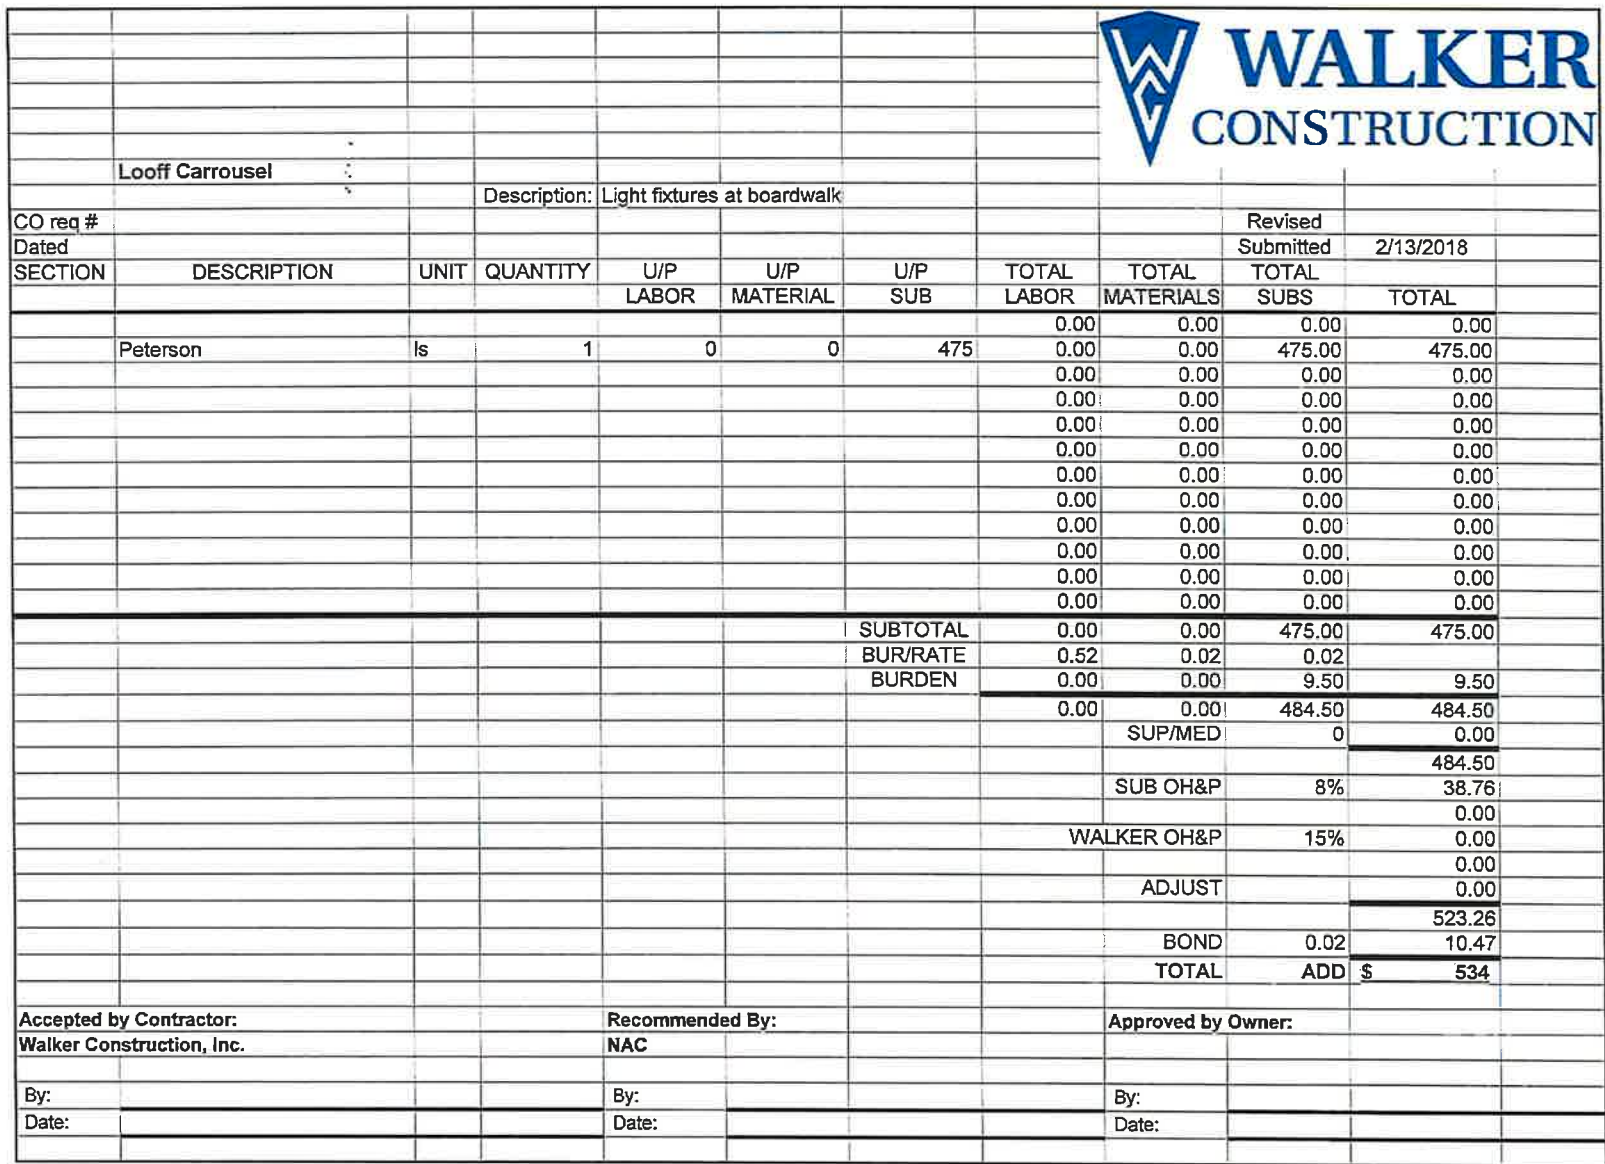 WALKER
CONSTRUCTION
Looff Carrousel
Description: Light fixtures at boardwalk
CO req # Revised
Dated Submitted 2/13/2018
SECTION DESCRIPTION UNIT QUANTITY U/P U/P U/P TOTAL TOTAL TOTAL
LABOR MATERIAL SUB LABOR MATERIALS SUBS TOTAL
0.00 0.00 0.00 0.00
Peterson ls 1 0 0 475 0.00 0.00 475.00 475.00
0.00 0.00 0.00 0.00
0.00 0.00 0.00 0.00
0.00 0.00 0.00 0.00
0.00 0.00 0.00 0.00
0.00 0.00 0.00 0.00
0.00 0.00 0.00 0.00
0.00 0.00 0.00 0.00
0.00 0.00 0.00 0.00
0.00 0.00 0.00 0.00
0.00 0.00 0.00 0.00
SUBTOTAL 0.00 0.00 475.00 475.00
BUR/RATE 0.52 0.02 0.02
BURDEN 0.00 0.00 9.50 9.50
0.00 0.00 484.50 484.50
SUP/MED 0 0.00
484.50
SUB OH&P 8% 38.76
0.00
WALKER OH&P 15% 0.00
0.00
ADJUST 0.00
523.26
BOND 0.02 10.47
TOTAL ADD $ 534
Accepted by Contractor: Recommended By: Approved by Owner:
Walker Construction, Inc. NAC
By: By: By:
Date: Date: Date: